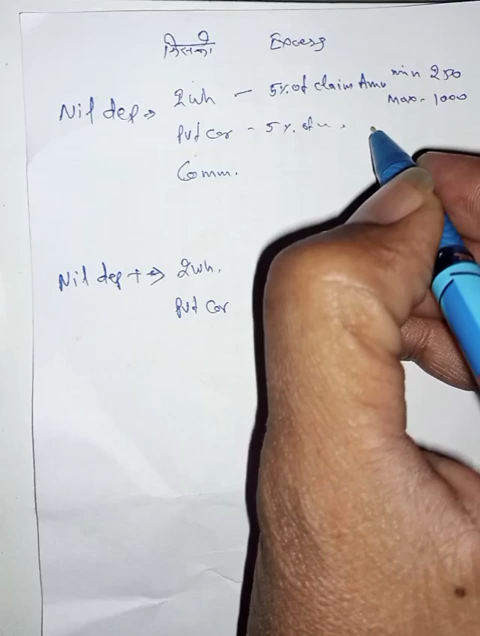 किसको Excess
Nil dep → 2wh - 5% of claim Amu min 250
Max - 1000
Pvt Car - 5% of
Comm.
Nil dep + → 2wh.
Pvt Car